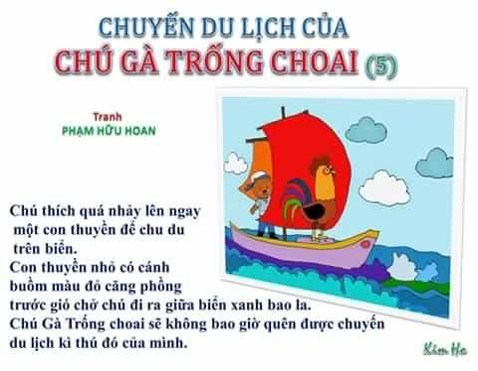 CHUYẾN DU LỊCH CỦA
CHÚ GÀ TRỐNG CHOAI (5)
Tranh
PHẠM HỮU HOAN
Chú thích quá nhảy lên ngay
một con thuyền để chu du
trên biển.
Con thuyền nhỏ có cánh
buồm màu đỏ căng phồng
trước gió chở chú đi ra giữa biển xanh bao la.
Chú Gà Trống choai sẽ không bao giờ quên được chuyến
du lịch kì thú đó của mình.
Kim Hoa